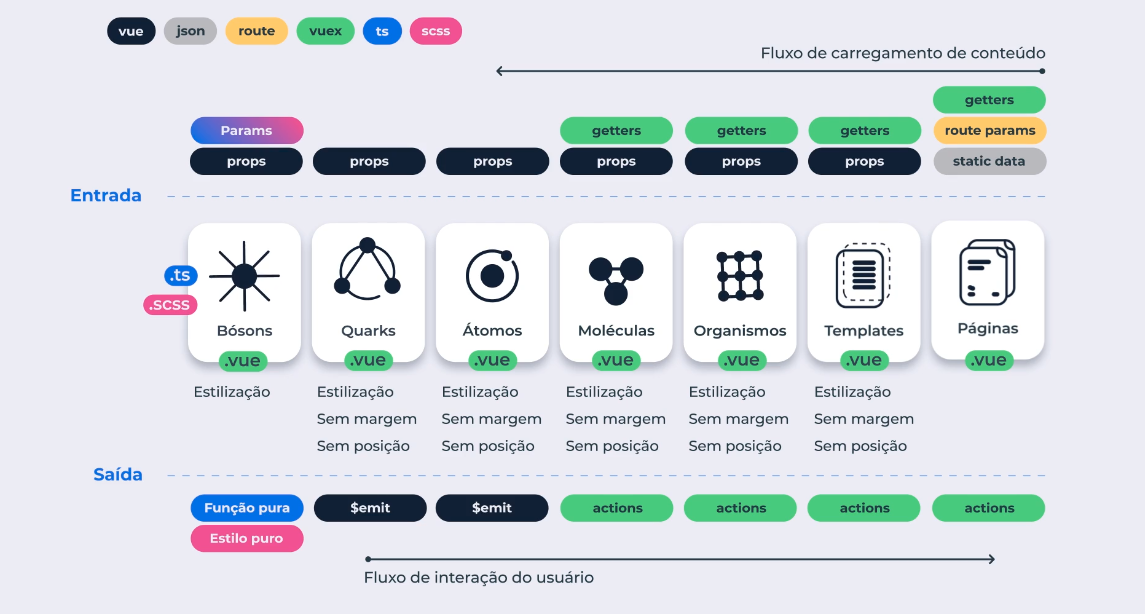 vue json route vuex ts scss
Fluxo de carregamento de conteúdo
getters
Params getters getters getters route params
props props props props props props static data
Entrada
.ts
.SCSS
Bósons Quarks Átomos Moléculas Organismos Templates Páginas
.vue .vue .vue .vue .vue .vue .vue
Estilização Estilização Estilização Estilização Estilização Estilização
Sem margem Sem margem Sem margem Sem margem Sem margem
Sem posição Sem posição Sem posição Sem posição Sem posição
Saída
Função pura $emit $emit actions actions actions actions
Estilo puro
Fluxo de interação do usuário